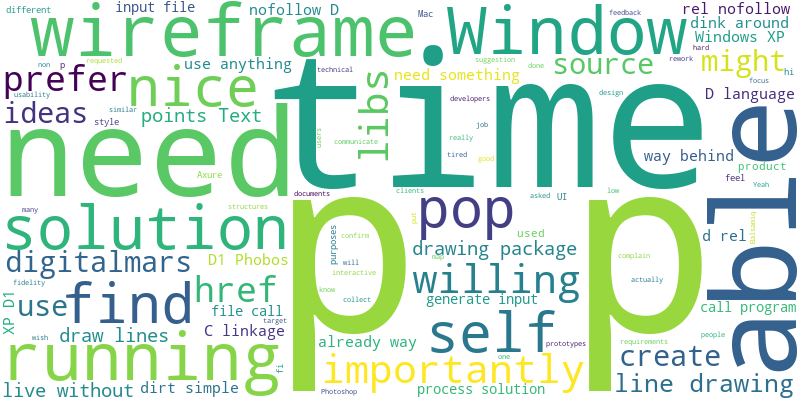 different
input file
nofollow D
Mac
feedback
rel nofollow
wireframe
Window
dink around
Windows XP
non p
requested
use anything
technical
source
hard
rework
might
hi
prefer
nice
need something
suggestion
done
usability
ideas
points Text
libs
developers
design
focus
D language
similar
style
time
need
users
communicate
really
job
tired
good
way behind
able
product
Axure
feel
Yeah
documents
clients
asked
UI
low
many
structures
p p
pop
used
solution
purposes
confirm
put
d rel
Balsamiq
digitalmars
D1 Phobos
will
map
drawing package
complain
interactive
href
know
actually
willing
fidelity
find
collect
generate input
use
XP D1
file call
call program
target
C linkage
self
requirements
people
wish
draw lines
already way
prototypes
one
create
running
fi
importantly
live without
dirt simple
Photoshop
process solution
line drawing